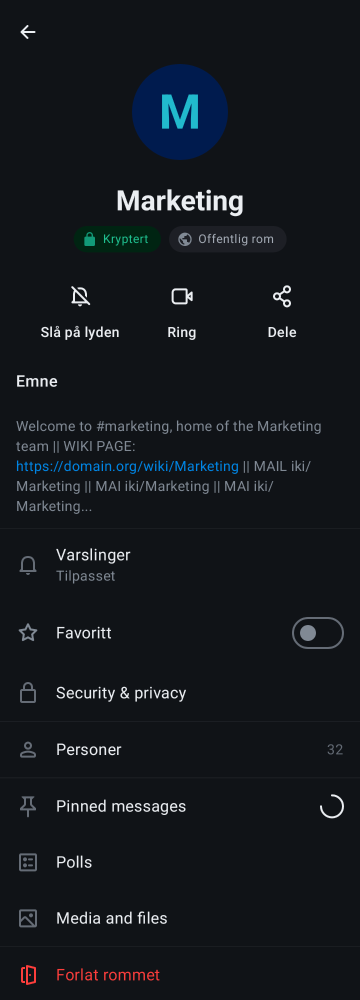 M
Marketing
Kryptert
Offentlig rom
Slå på lyden
Ring
Dele
Emne
Welcome to #marketing, home of the Marketing
team || WIKI PAGE:
https://domain.org/wiki/Marketing || MAIL iki/
Marketing || MAI iki/Marketing || MAI iki/
Marketing...
Varslinger
Tilpasset
Favoritt
Security & privacy
Personer 32
Pinned messages
Polls
Media and files
Forlat rommet